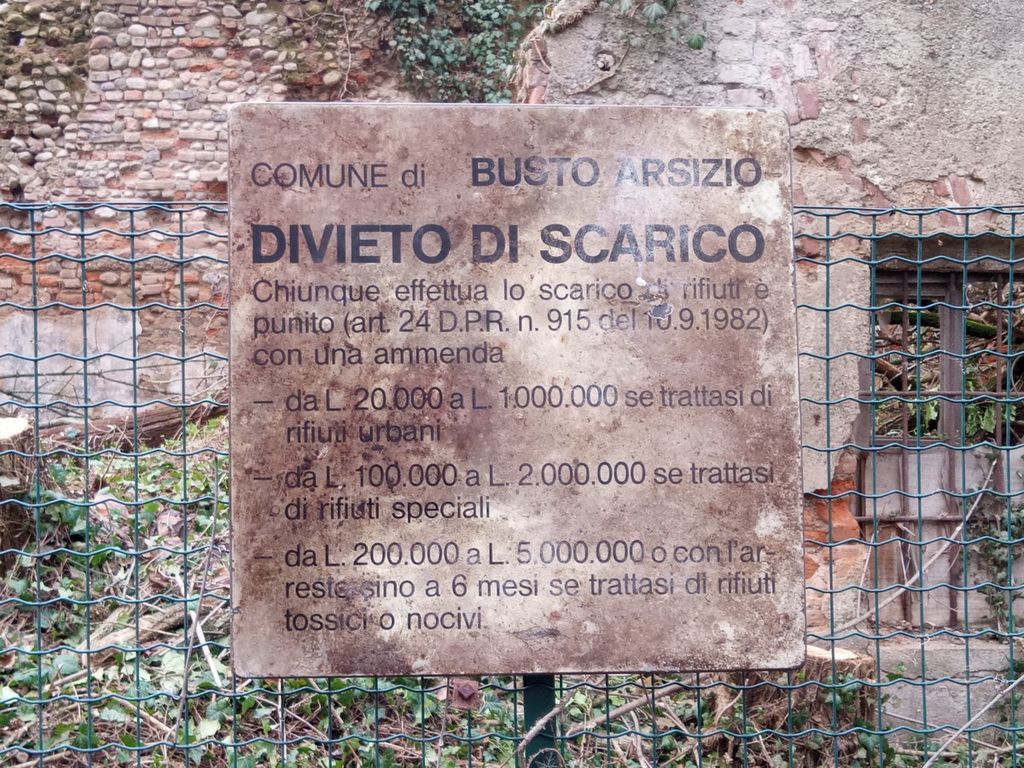 COMUNE di BUSTO ARSIZIO
DIVIETO DI SCARICO
Chiunque effettua lo scarico di rifiuti è
punito (art. 24 D.P.R. n. 915 del 10.9.1982)
con una ammenda
– da L. 20.000 a L. 1000.000 se trattasi di
rifiuti urbani
– da L. 100.000 a L. 2.000.000 se trattasi
di rifiuti speciali
– da L. 200.000 a L. 5.000.000 o con l'ar-
resto sino a 6 mesi se trattasi di rifiuti
tossici o nocivi.